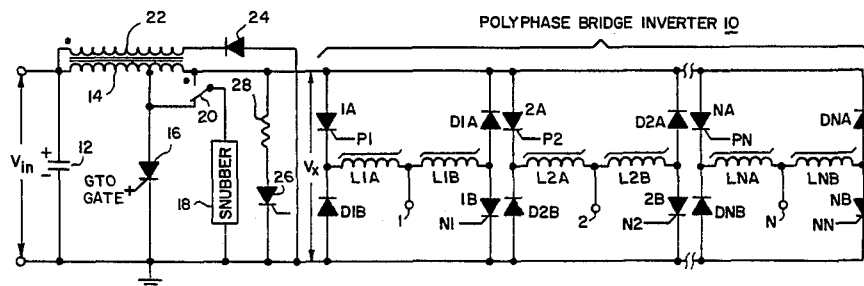 POLYPHASE BRIDGE INVERTER 10
22
24
14
28
20
16
12
Vin
+
-
GTO
GATE
+
18
SNUBBER
26
Vx
1A
P1
D1A
2A
P2
D2A
NA
PN
DNA
L1A
L1B
L2A
L2B
LNA
LNB
D1B
1
1B
N1
D2B
2
2B
N2
DNB
N
NB
NN